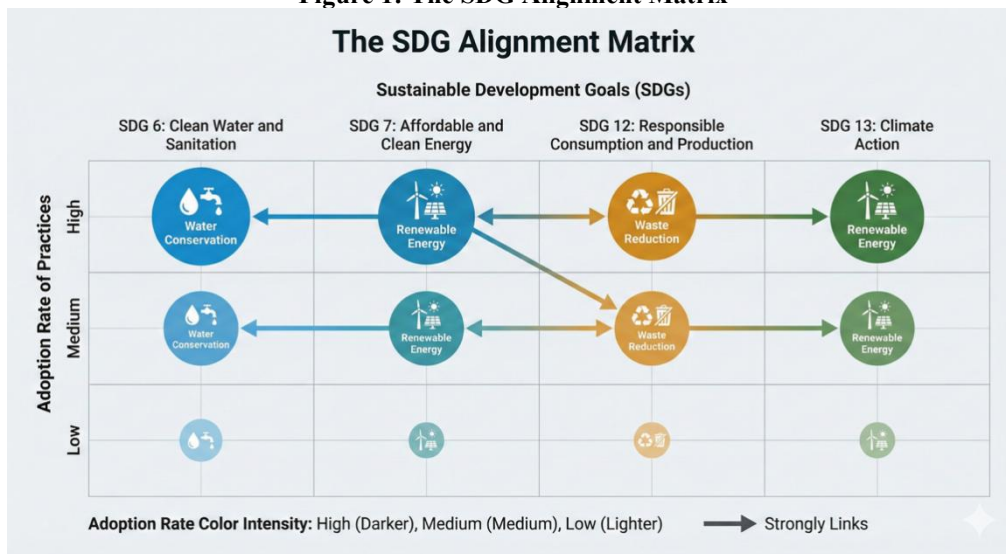 Figure 1: The SDG Alignment Matrix
The SDG Alignment Matrix
Sustainable Development Goals (SDGs)
SDG 6: Clean Water and
Sanitation
SDG 7: Affordable and
Clean Energy
SDG 12: Responsible
Consumption and Production
SDG 13: Climate
Action
Adoption Rate of Practices
High
Water
Conservation
Renewable
Energy
Waste
Reduction
Renewable
Energy
Medium
Water
Conservation
Renewable
Energy
Waste
Reduction
Renewable
Energy
Low
Adoption Rate Color Intensity: High (Darker), Medium (Medium), Low (Lighter)
Strongly Links